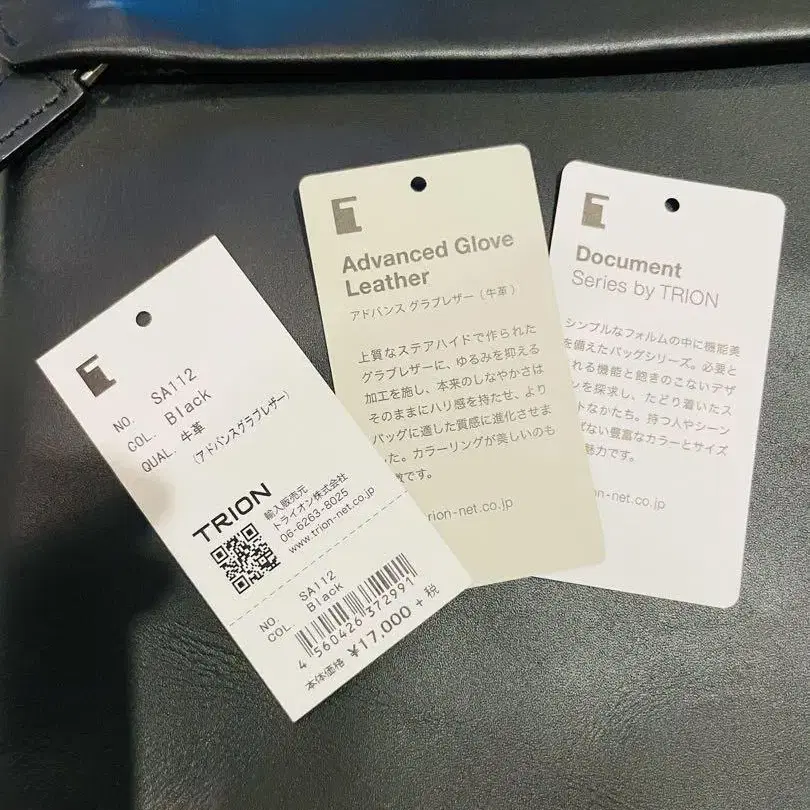 NO. SA112
COL. Black
QUAL. 牛革
(アドバンスグラブレザー)
TRION
輸入販売元
トライオン株式会社
06-6263-8025
www.trion-net.co.jp
NO. SA112
COL. Black
4 560426 372991
本体価格 ¥17,000 + 税
Advanced Glove
Leather
アドバンス グラブレザー（牛革）
上質なステアハイドで作られた
グラブレザーに、ゆるみを抑える
加工を施し、本来のしなやかさは
そのままにハリ感を持たせ、より
バッグに適した質感に進化させま
た。カラーリングが美しいのも
徴です。
trion-net.co.jp
Document
Series by TRION
シンプルなフォルムの中に機能美
を備えたバッグシリーズ。必要と
れる機能と飽きのこないデザ
ンを探求し、たどり着いたス
トなかたち。持つ人やシーン
ばない豊富なカラーとサイズ
魅力です。
rion-net.co.jp